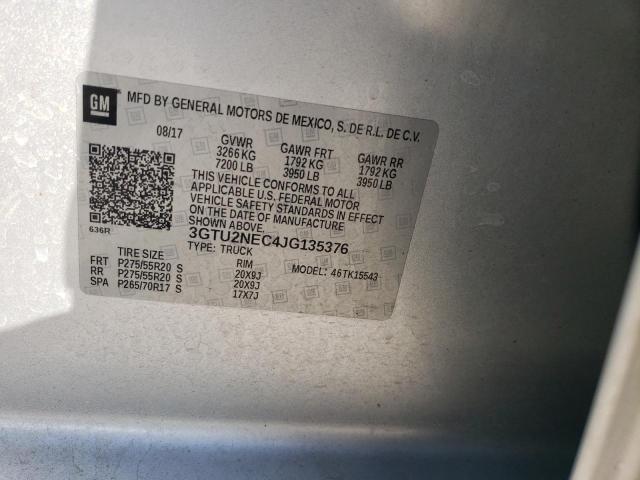 GM
MFD BY GENERAL MOTORS DE MEXICO, S. DE R.L. DE C.V.
08/17 GVWR GAWR FRT GAWR RR
3266 KG 1792 KG 1792 KG
7200 LB 3950 LB 3950 LB
THIS VEHICLE CONFORMS TO ALL
APPLICABLE U.S. FEDERAL MOTOR
VEHICLE SAFETY STANDARDS IN EFFECT
ON THE DATE OF MANUFACTURE
SHOWN ABOVE.
636R
3GTU2NEC4JG135376
TYPE: TRUCK
TIRE SIZE RIM MODEL: 46TK15543
FRT P275/55R20 S 20X9J
RR P275/55R20 S 20X9J
SPA P265/70R17 S 17X7J